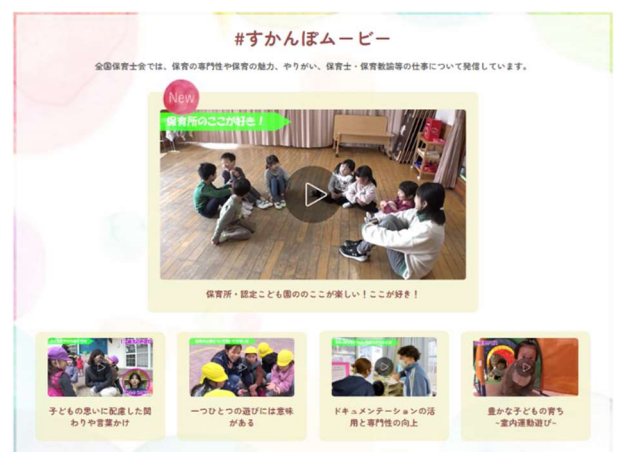 #すかんぽムービー
全国保育士会では、保育の専門性や保育の魅力、やりがい、保育士・保育教諭等の仕事について発信しています。
New
保育所のここが好き！
保育所・認定こども園ののここが楽しい！ここが好き！
子どもの思いに配慮した関
わりや言葉かけ
一つひとつの遊びには意味
がある
ドキュメンテーションの活
用と専門性の向上
豊かな子どもの育ち
~室内運動遊び~